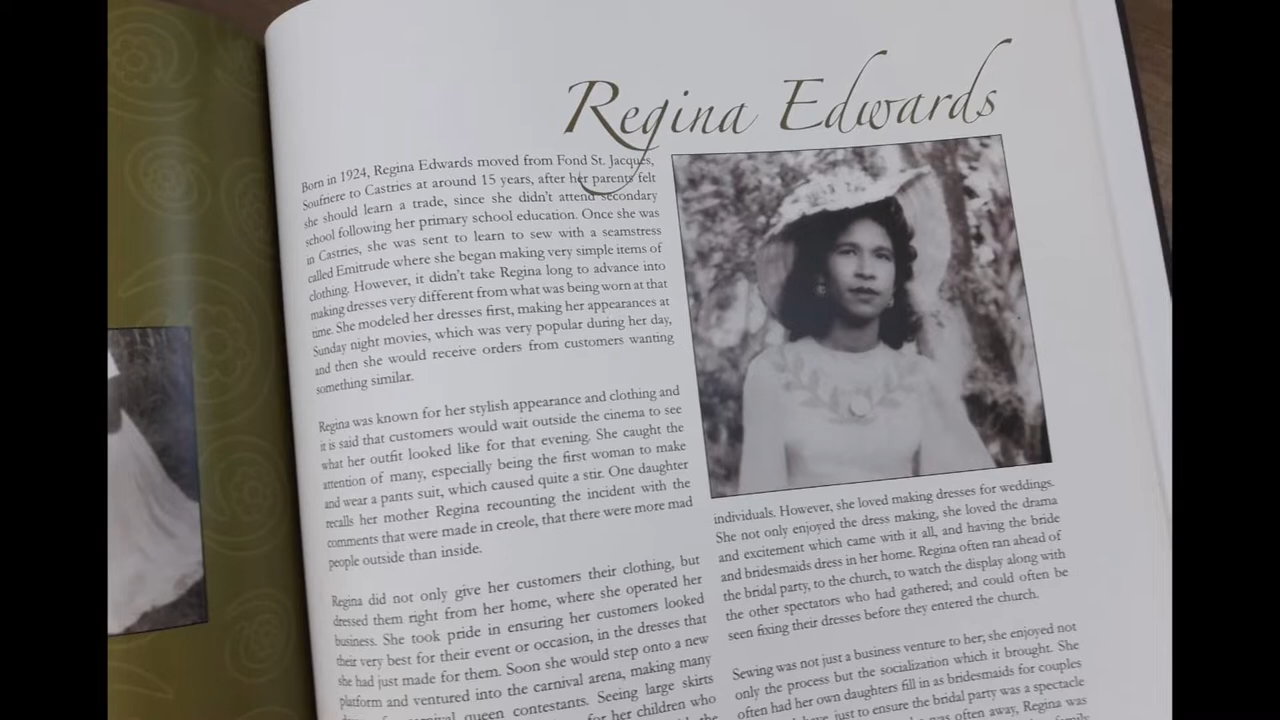 Regina Edwards
Born in 1924, Regina Edwards moved from Fond St. Jacques,
Soufriere to Castries at around 15 years, after her parents felt
she should learn a trade, since she didn't attend secondary
school following her primary school education. Once she was
in Castries, she was sent to learn to sew with a seamstress
called Emitrude where she began making very simple items of
clothing. However, it didn't take Regina long to advance into
making dresses very different from what was being worn at that
time. She modeled her dresses first, making her appearances at
Sunday night movies, which was very popular during her day,
and then she would receive orders from customers wanting
something similar.
Regina was known for her stylish appearance and clothing and
it is said that customers would wait outside the cinema to see
what her outfit looked like for that evening. She caught the
attention of many, especially being the first woman to make
and wear a pants suit, which caused quite a stir. One daughter
recalls her mother Regina recounting the incident with the
comments that were made in creole, that there were more mad
people outside than inside.
Regina did not only give her customers their clothing, but
dressed them right from her home, where she operated her
business. She took pride in ensuring her customers looked
their very best for their event or occasion, in the dresses that
she had just made for them. Soon she would step onto a new
platform and ventured into the carnival arena, making many
queen contestants. Seeing large skirts
for her children who
the
individuals. However, she loved making dresses for weddings.
She not only enjoyed the dress making, she loved the drama
and excitement which came with it all, and having the bride
and bridesmaids dress in her home. Regina often ran ahead of
the bridal party, to the church, to watch the display along with
the other spectators who had gathered; and could often be
seen fixing their dresses before they entered the church.
Sewing was not just a business venture to her, she enjoyed not
only the process but the socialization which it brought. She
often had her own daughters fill in as bridesmaids for couples
just to ensure the bridal party was a spectacle
was often away, Regina was